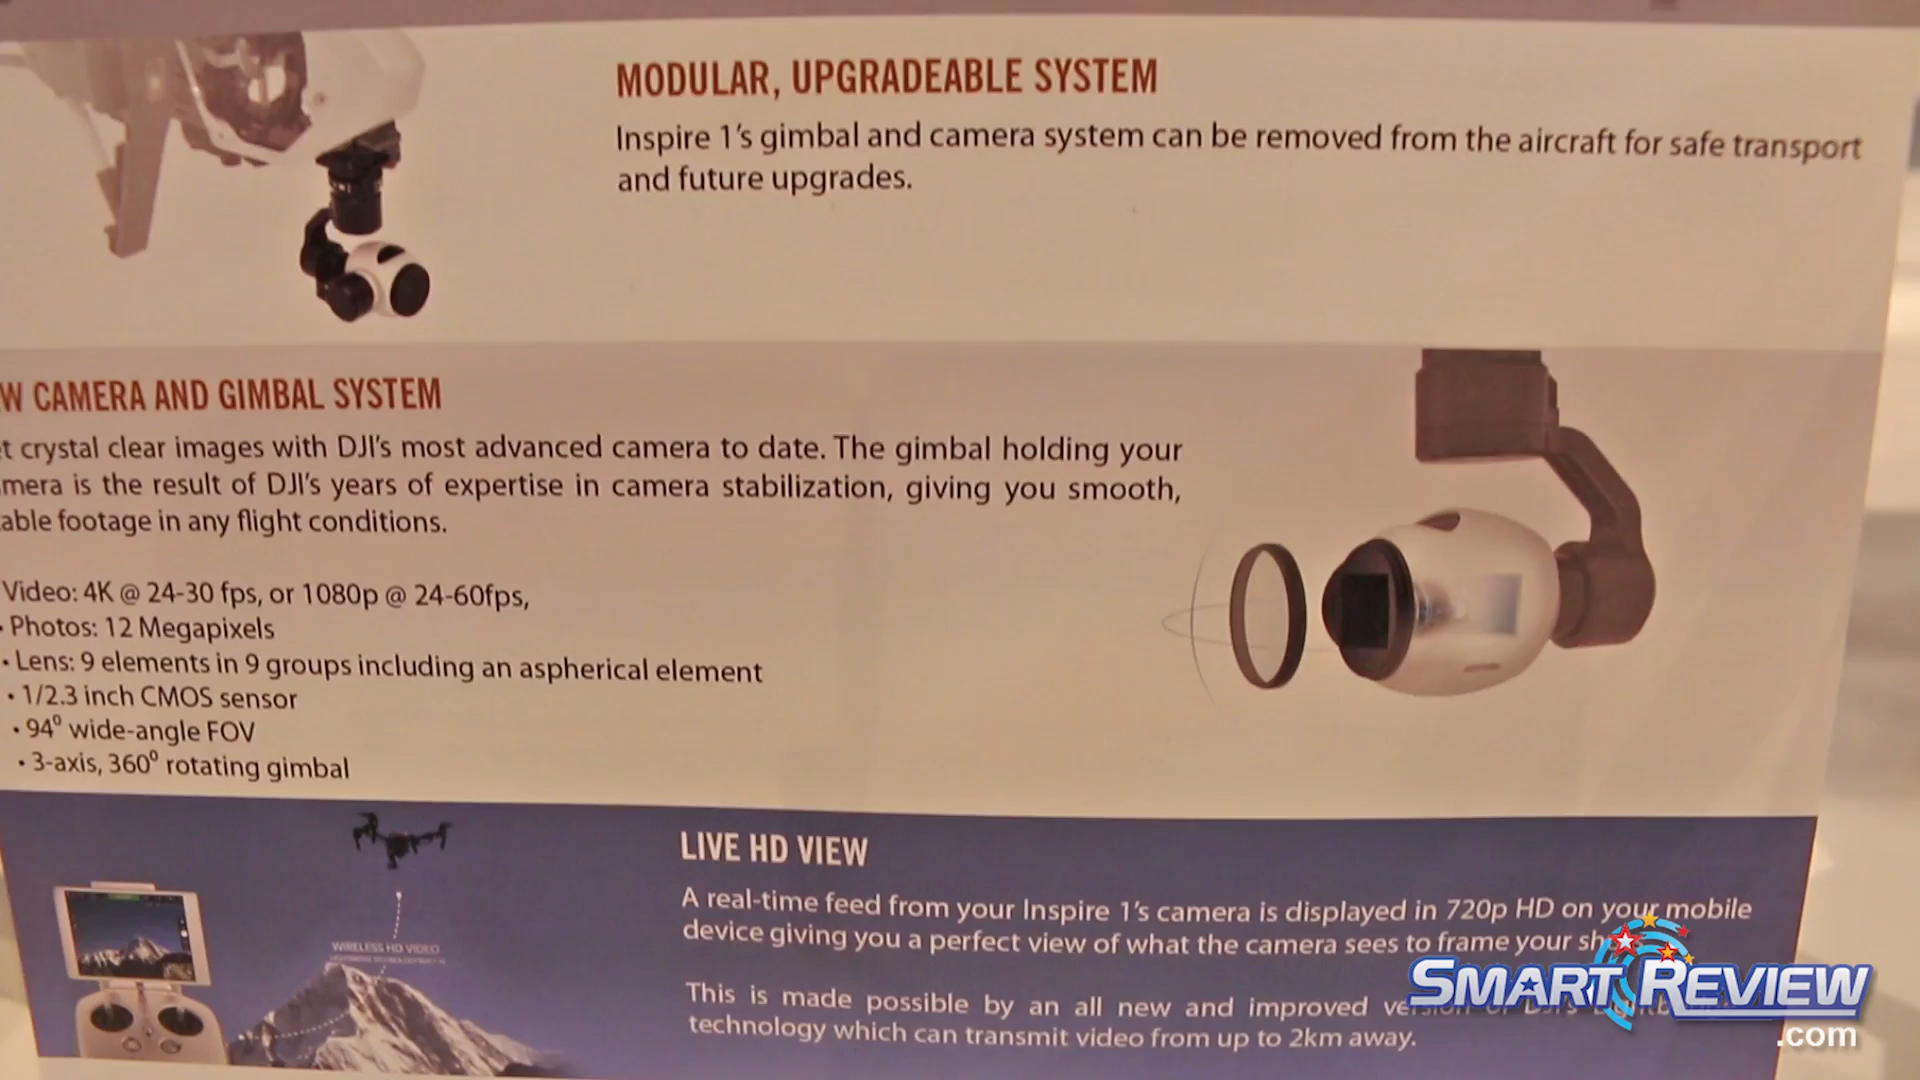 MODULAR, UPGRADEABLE SYSTEM
Inspire 1's gimbal and camera system can be removed from the aircraft for safe transport
and future upgrades.
W CAMERA AND GIMBAL SYSTEM
t crystal clear images with DJI's most advanced camera to date. The gimbal holding your
mera is the result of DJI's years of expertise in camera stabilization, giving you smooth,
able footage in any flight conditions.
Video: 4K @ 24-30 fps, or 1080p @ 24-60fps,
• Photos: 12 Megapixels
• Lens: 9 elements in 9 groups including an aspherical element
• 1/2.3 inch CMOS sensor
• 94° wide-angle FOV
• 3-axis, 360° rotating gimbal
WIRELESS HD VIDEO
LIVE HD VIEW
A real-time feed from your Inspire 1's camera is displayed in 720p HD on your mobile
device giving you a perfect view of what the camera sees to frame your sh
This is made possible by an all new and improved version of DJI's
technology which can transmit video from up to 2km away.
SMART REVIEW
.com